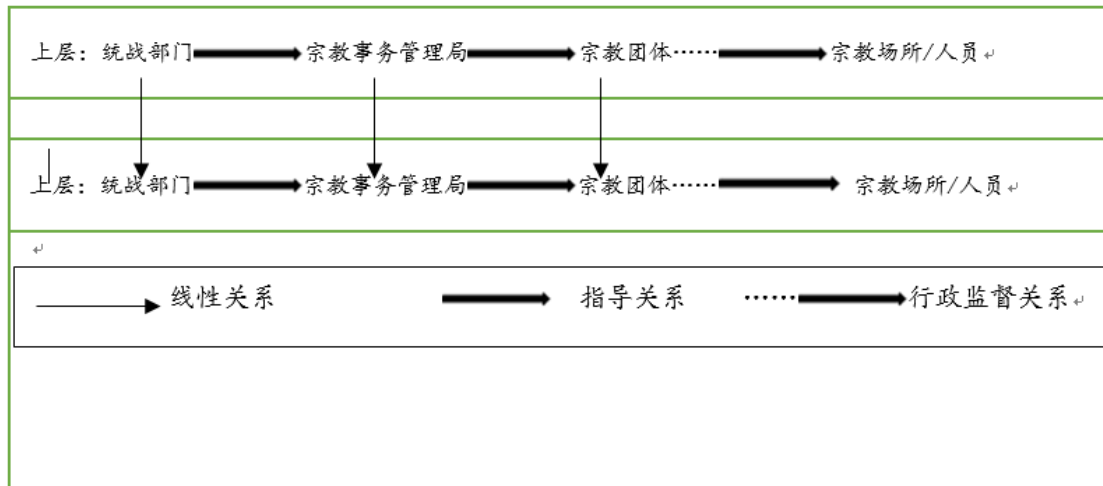 上层：统战部门 宗教事务管理局 宗教团体…… 宗教场所/人员
上层：统战部门 宗教事务管理局 宗教团体…… 宗教场所/人员
线性关系 指导关系 ……行政监督关系